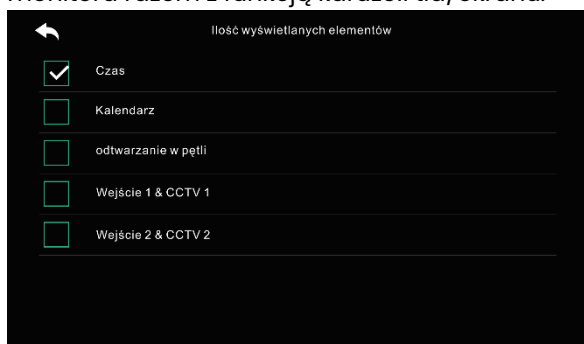 Ilość wyświetlanych elementów
Czas
Kalendarz
odtwarzanie w pętli
Wejście 1 & CCTV 1
Wejście 2 & CCTV 2